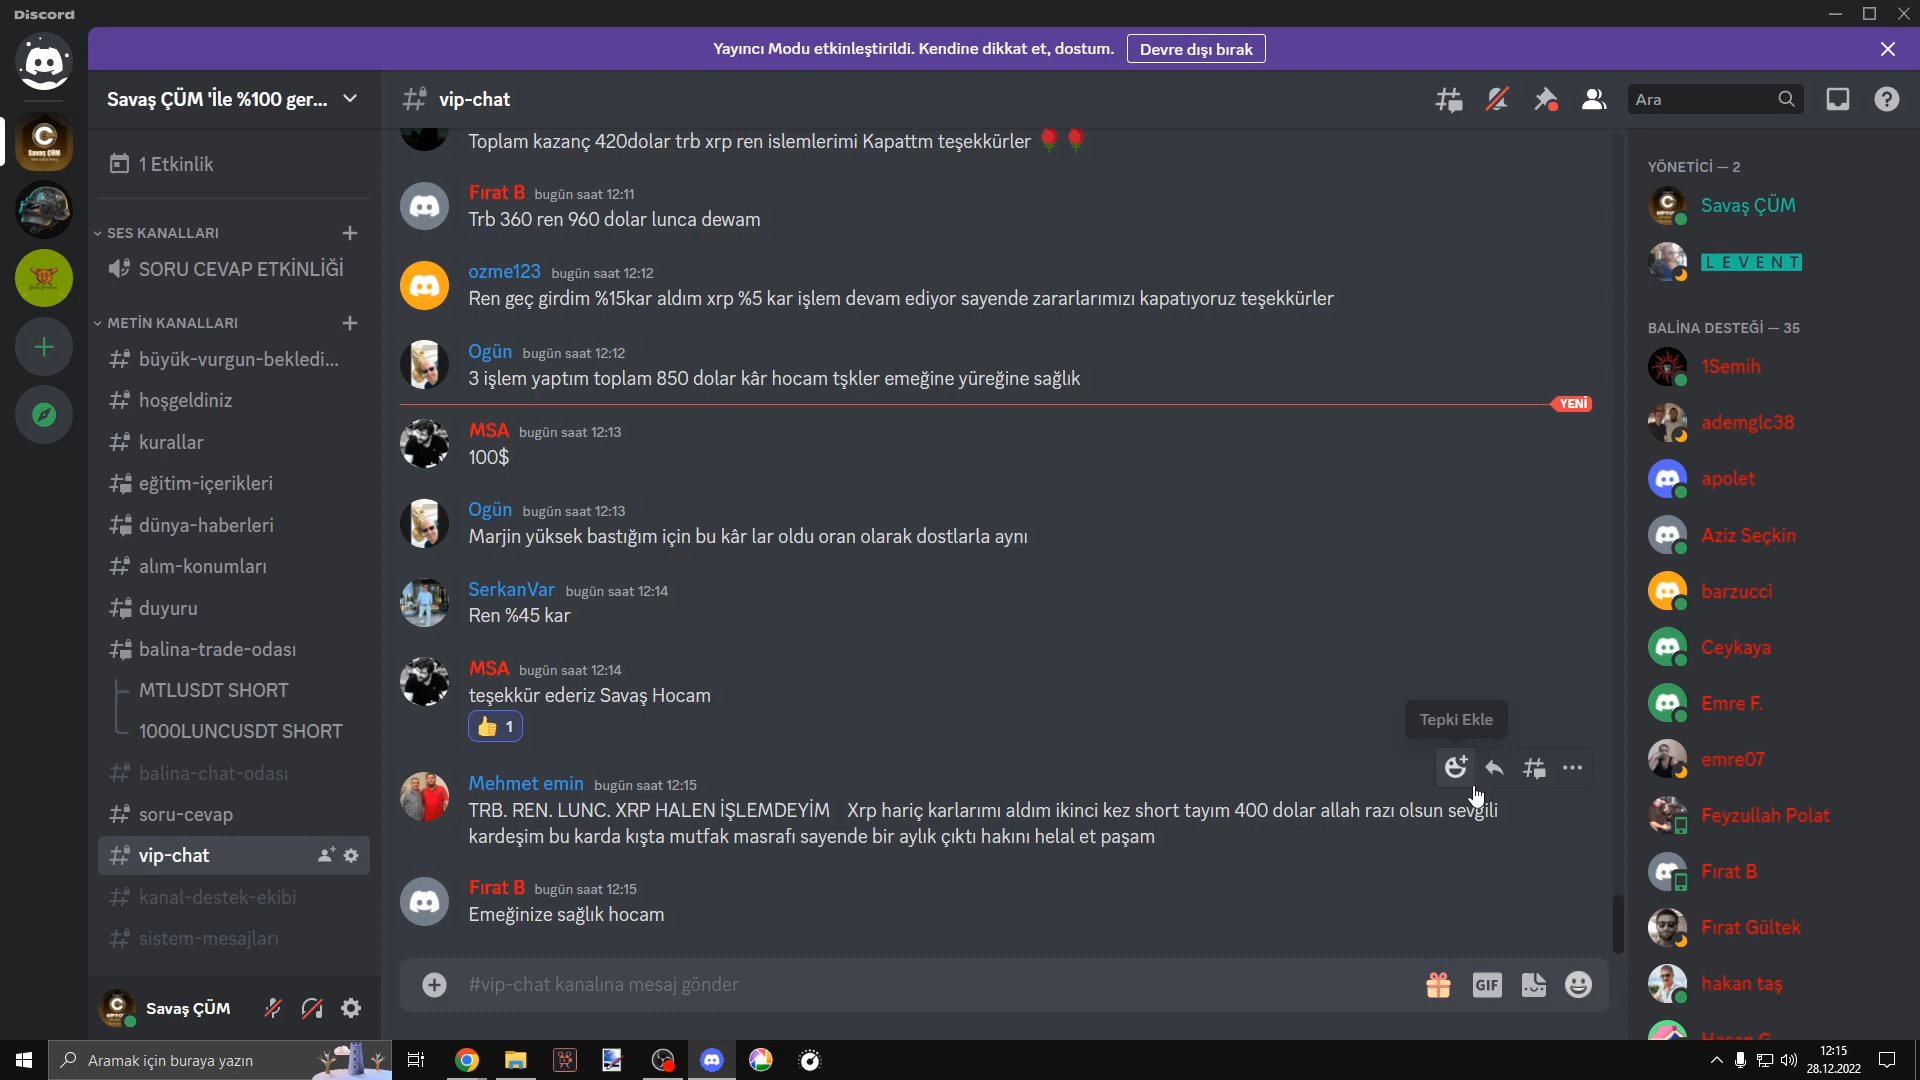 Discord
Yayıncı Modu etkinleştirildi. Kendine dikkat et, dostum.
Devre dışı bırak
Savaş ÇÜM 'İle %100 ger...
1 Etkinlik
SES KANALLARI
SORU CEVAP ETKİNLİĞİ
METİN KANALLARI
büyük-vurgun-bekledi...
hoşgeldiniz
kurallar
eğitim-içerikleri
dünya-haberleri
alım-konumları
duyuru
balina-trade-odası
MTLUSDT SHORT
1000LUNCUSDT SHORT
balina-chat-odası
soru-cevap
vip-chat
kanal-destek-ekibi
sistem-mesajları
Savaş ÇÜM
vip-chat
Ara
Toplam kazanç 420dolar trb xrp ren islemlerimi Kapattm teşekkürler 🌹 🌹
Fırat B bugün saat 12:11
Trb 360 ren 960 dolar lunca dewam
ozme123 bugün saat 12:12
Ren geç girdim %15kar aldım xrp %5 kar işlem devam ediyor sayende zararlarımızı kapatıyoruz teşekkürler
Ogün bugün saat 12:12
3 işlem yaptım toplam 850 dolar kâr hocam tşkler emeğine yüreğine sağlık
YENİ
MSA bugün saat 12:13
100$
Ogün bugün saat 12:13
Marjin yüksek bastığım için bu kâr lar oldu oran olarak dostlarla aynı
SerkanVar bugün saat 12:14
Ren %45 kar
MSA bugün saat 12:14
teşekkür ederiz Savaş Hocam
👍 1
Tepki Ekle
Mehmet emin bugün saat 12:15
TRB. REN. LUNC. XRP HALEN İŞLEMDEYİM Xrp hariç karlarımı aldım ikinci kez short tayım 400 dolar allah razı olsun sevgili
kardeşim bu karda kışta mutfak masrafı sayende bir aylık çıktı hakını helal et paşam
Fırat B bugün saat 12:15
Emeğinize sağlık hocam
#vip-chat kanalına mesaj gönder
GIF
YÖNETİCİ — 2
Savaş ÇÜM
LEVENT
BALİNA DESTEĞİ — 35
1Semih
ademglc38
apolet
Aziz Seçkin
barzucci
Ceykaya
Emre F.
emre07
Feyzullah Polat
Fırat B
Fırat Gültek
hakan taş
Aramak için buraya yazın
12:15
28.12.2022